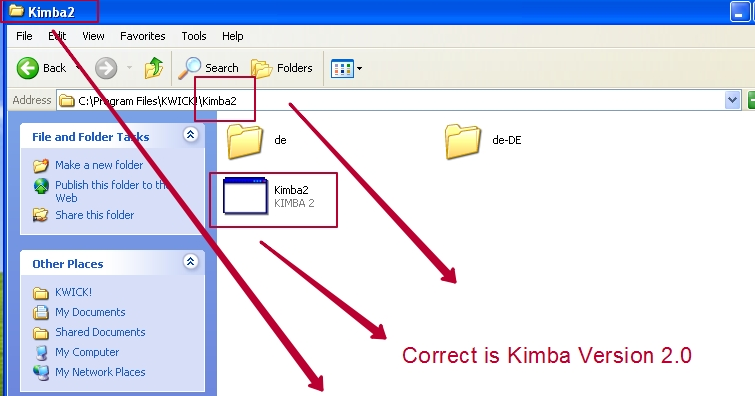 Kimba2
File Edit View Favorites Tools Help
Back Search Folders
Address C:\Program Files\KWICK!\Kimba2
File and Folder Tasks
Make a new folder
Publish this folder to the
Web
Share this folder
Other Places
KWICK!
My Documents
Shared Documents
My Computer
My Network Places
de de-DE
Kimba2
KIMBA 2
Correct is Kimba Version 2.0